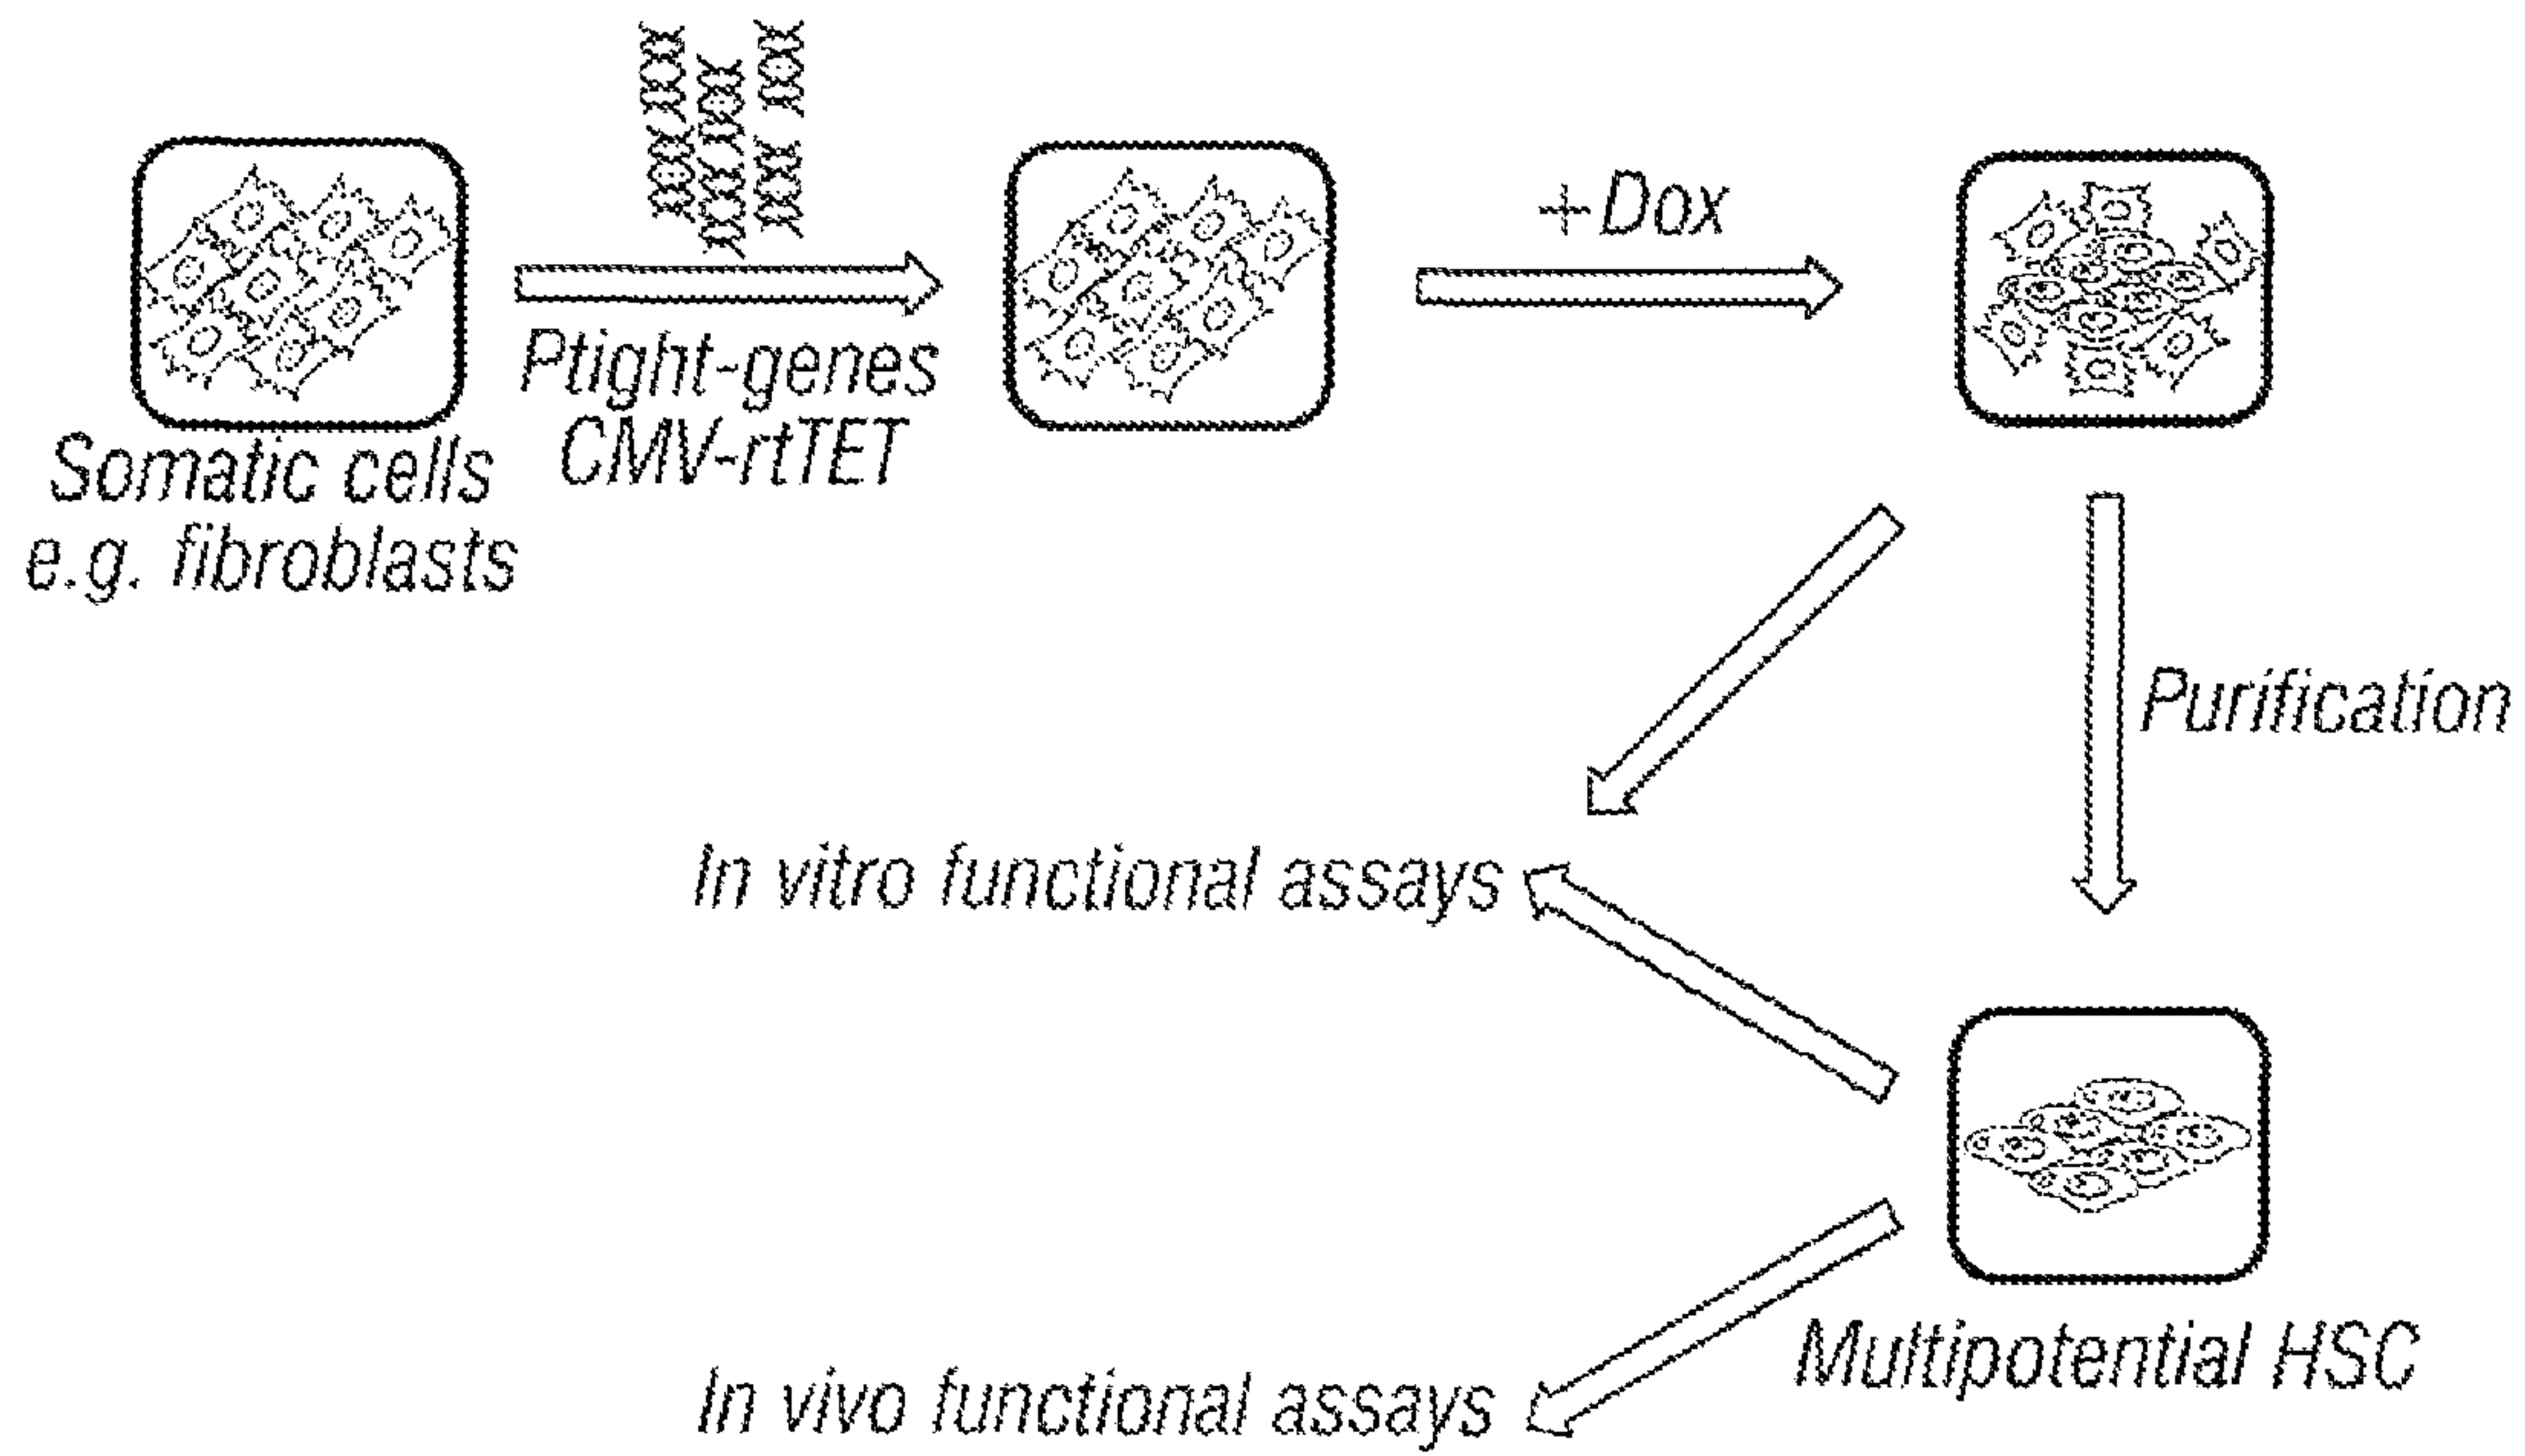 +Dox
Ptight-genes
CMV-rtTET
Somatic cells
e.g. fibroblasts
Purification
In vitro functional assays
Multipotential HSC
In vivo functional assays